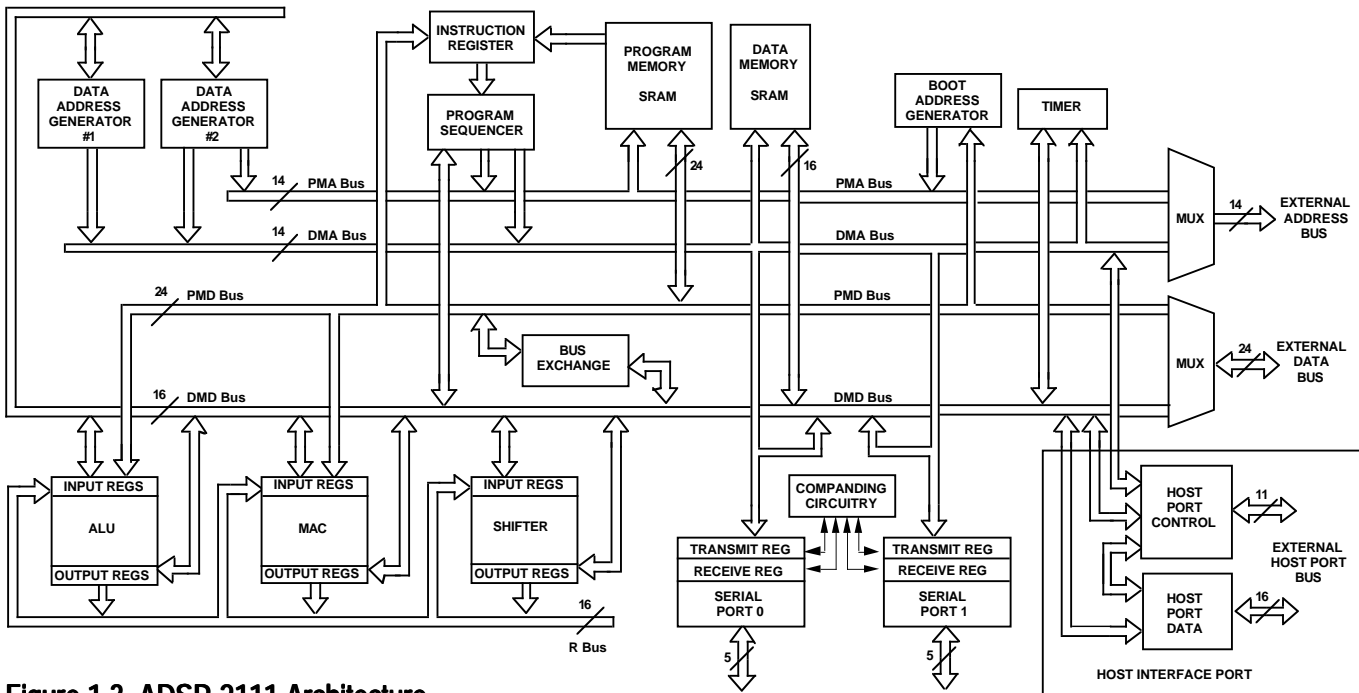 INSTRUCTION
REGISTER
PROGRAM
MEMORY
SRAM
DATA
MEMORY
SRAM
DATA
ADDRESS
GENERATOR
#1
DATA
ADDRESS
GENERATOR
#2
PROGRAM
SEQUENCER
BOOT
ADDRESS
GENERATOR
TIMER
24
16
14
PMA Bus
PMA Bus
MUX
14
EXTERNAL
ADDRESS
BUS
14
DMA Bus
DMA Bus
24
PMD Bus
PMD Bus
BUS
EXCHANGE
MUX
24
EXTERNAL
DATA
BUS
16
DMD Bus
DMD Bus
INPUT REGS
ALU
OUTPUT REGS
INPUT REGS
MAC
OUTPUT REGS
INPUT REGS
SHIFTER
OUTPUT REGS
16
R Bus
COMPANDING
CIRCUITRY
TRANSMIT REG
RECEIVE REG
SERIAL
PORT 0
5
TRANSMIT REG
RECEIVE REG
SERIAL
PORT 1
5
HOST
PORT
CONTROL
11
EXTERNAL
HOST PORT
BUS
HOST
PORT
DATA
16
HOST INTERFACE PORT
Figure 1.2 ADSP-2111 Architecture